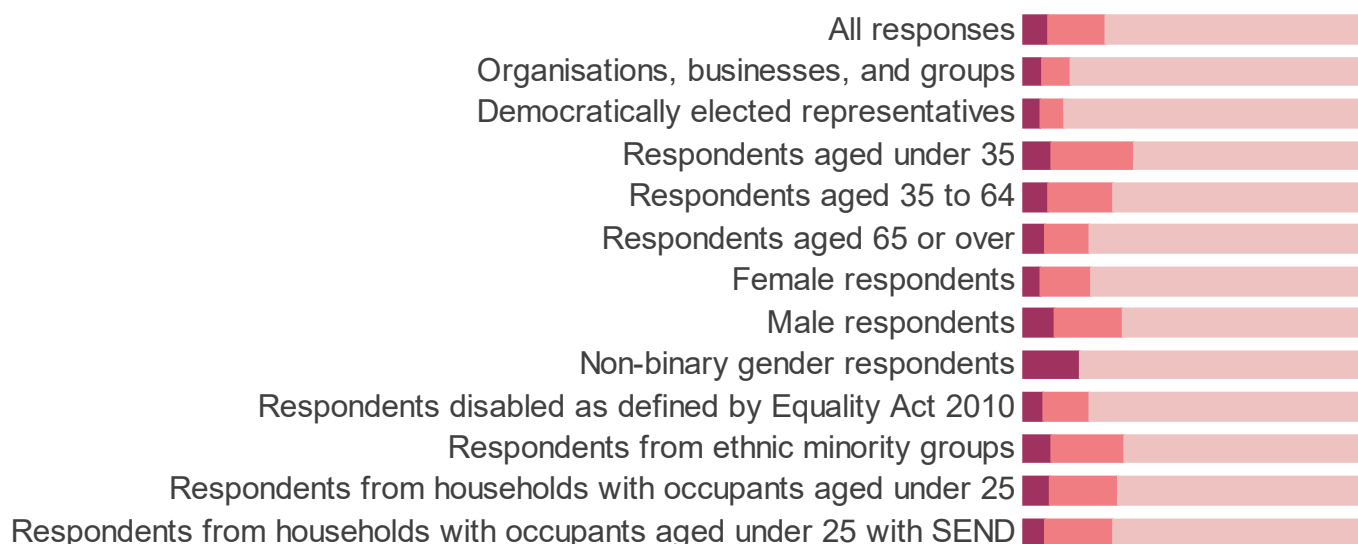 All responses
Organisations, businesses, and groups
Democratically elected representatives
Respondents aged under 35
Respondents aged 35 to 64
Respondents aged 65 or over
Female respondents
Male respondents
Non-binary gender respondents
Respondents disabled as defined by Equality Act 2010
Respondents from ethnic minority groups
Respondents from households with occupants aged under 25
Respondents from households with occupants aged under 25 with SEND